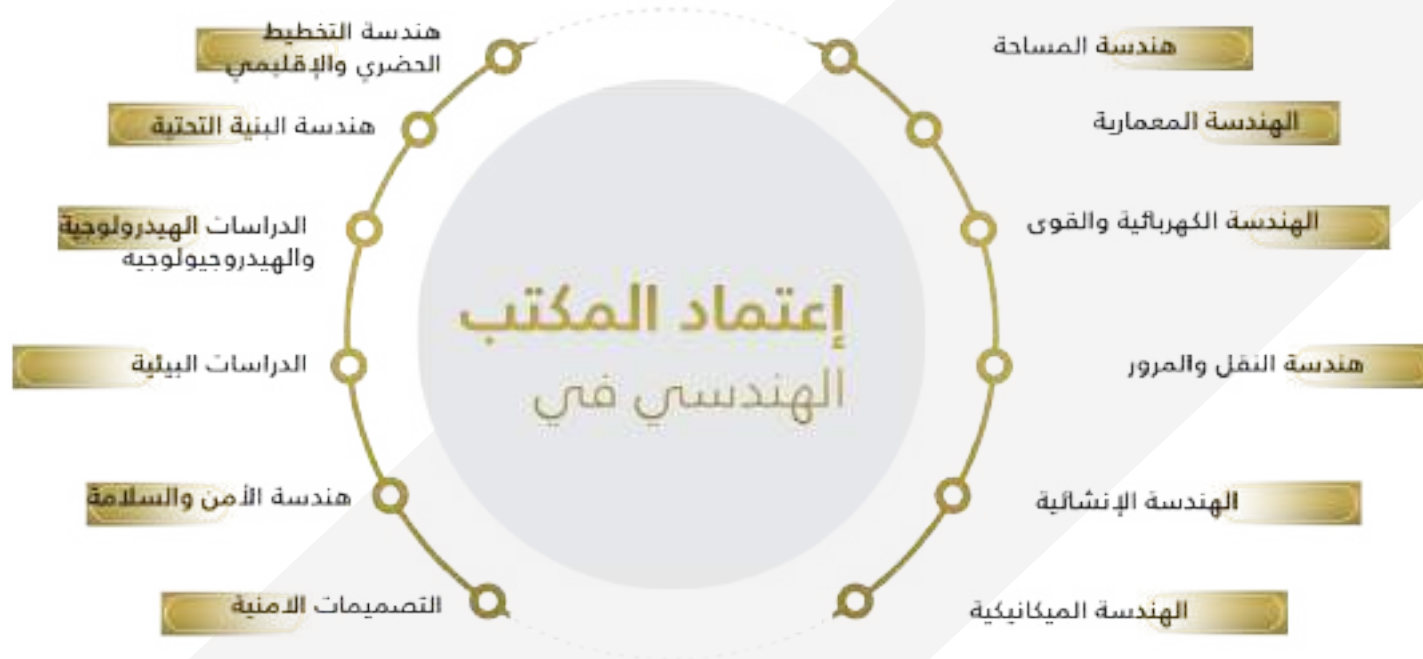 إعتماد المكتب
الهندسي في
هندسة المساحة
الهندسة المعمارية
الهندسة الكهربائية والقوى
هندسة النقل والمرور
الهندسة الإنشائية
الهندسة الميكانيكية
هندسة التخطيط
الحضري والإقليمي
هندسة البنية التحتية
الدراسات الهيدرولوجية
والهيدروجيولوجيه
الدراسات البيئية
هندسة الأمن والسلامة
التصميمات الامنية